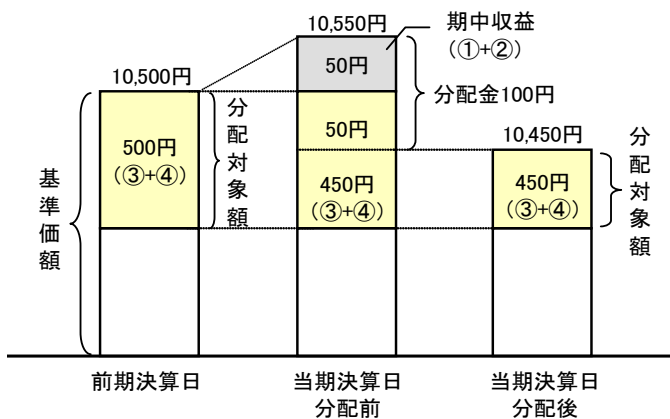 10,550円
期中収益
(①+②)
50円
10,500円
分配金100円
500円
(③+④)
分配対象額
50円
450円
(③+④)
10,450円
450円
(③+④)
分配対象額
基準価額
前期決算日
当期決算日
分配前
当期決算日
分配後